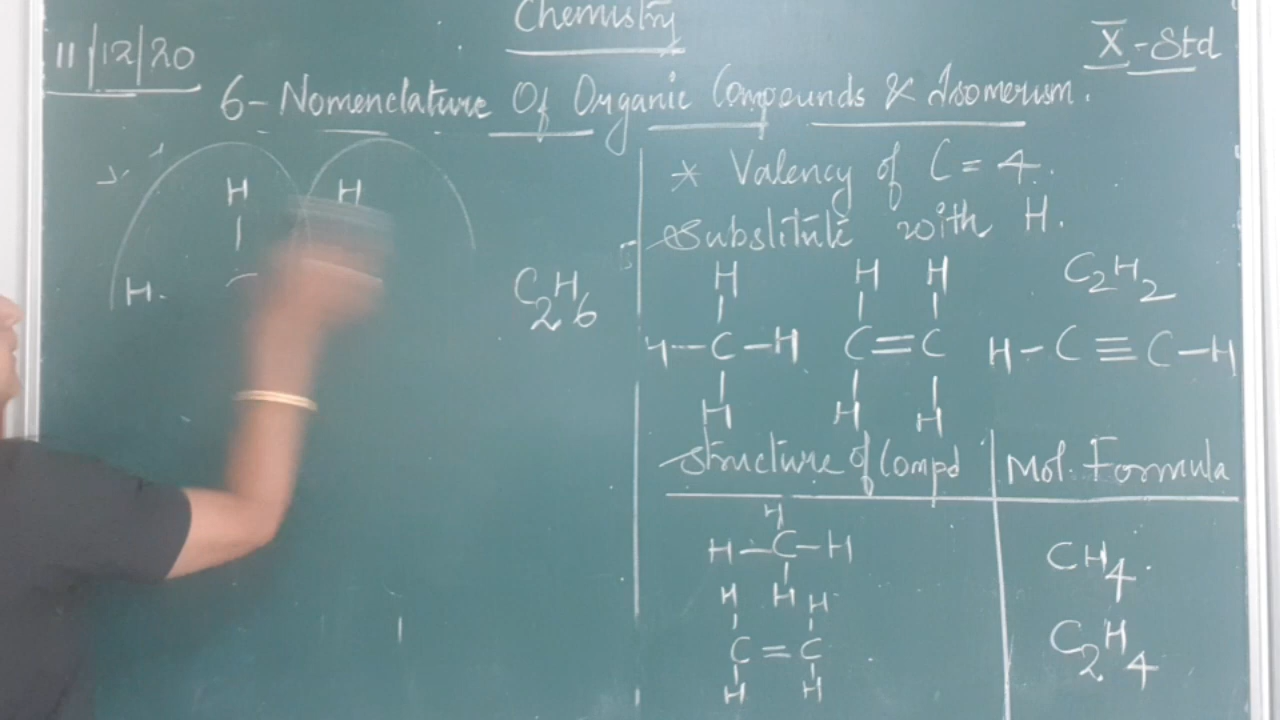 Chemistry
11/12/20
X-Std
6-Nomenclature Of Organic Compounds & Isomerism.
H H
H-
C2H6
* Valency of C=4.
Substitute with H.
H H H C2H2
H-C-H C=C H-C≡C-H
H H H
Structure of Compd Mol. Formula
H
H-C-H CH4.
H
H H
C=C C2H4
H H